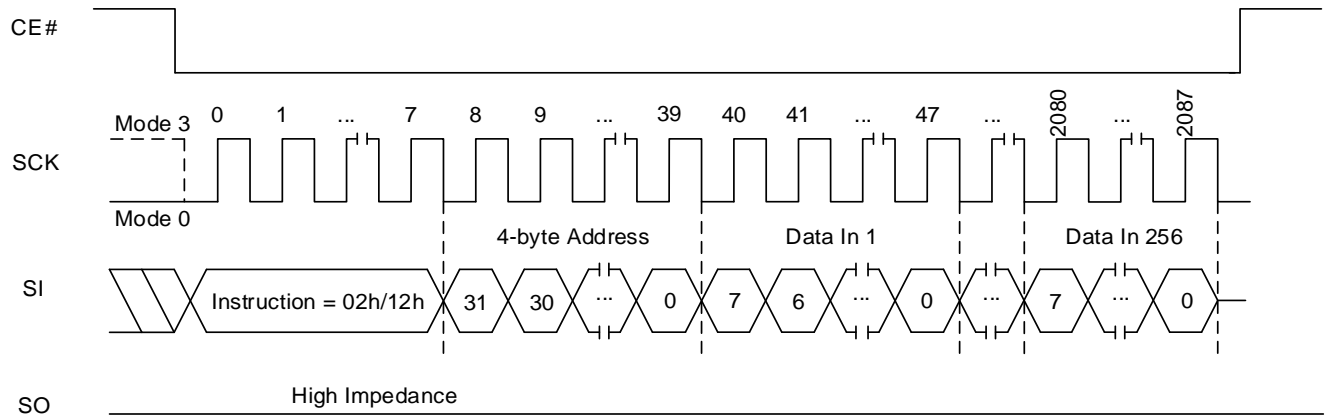 CE#
0 1 ... 7 8 9 ... 39 40 41 ... 47 ... 2080 ... 2087
Mode 3
SCK
Mode 0
4-byte Address Data In 1 Data In 256
SI
Instruction = 02h/12h 31 30 ... 0 7 6 ... 0 ... 7 ... 0
High Impedance
SO